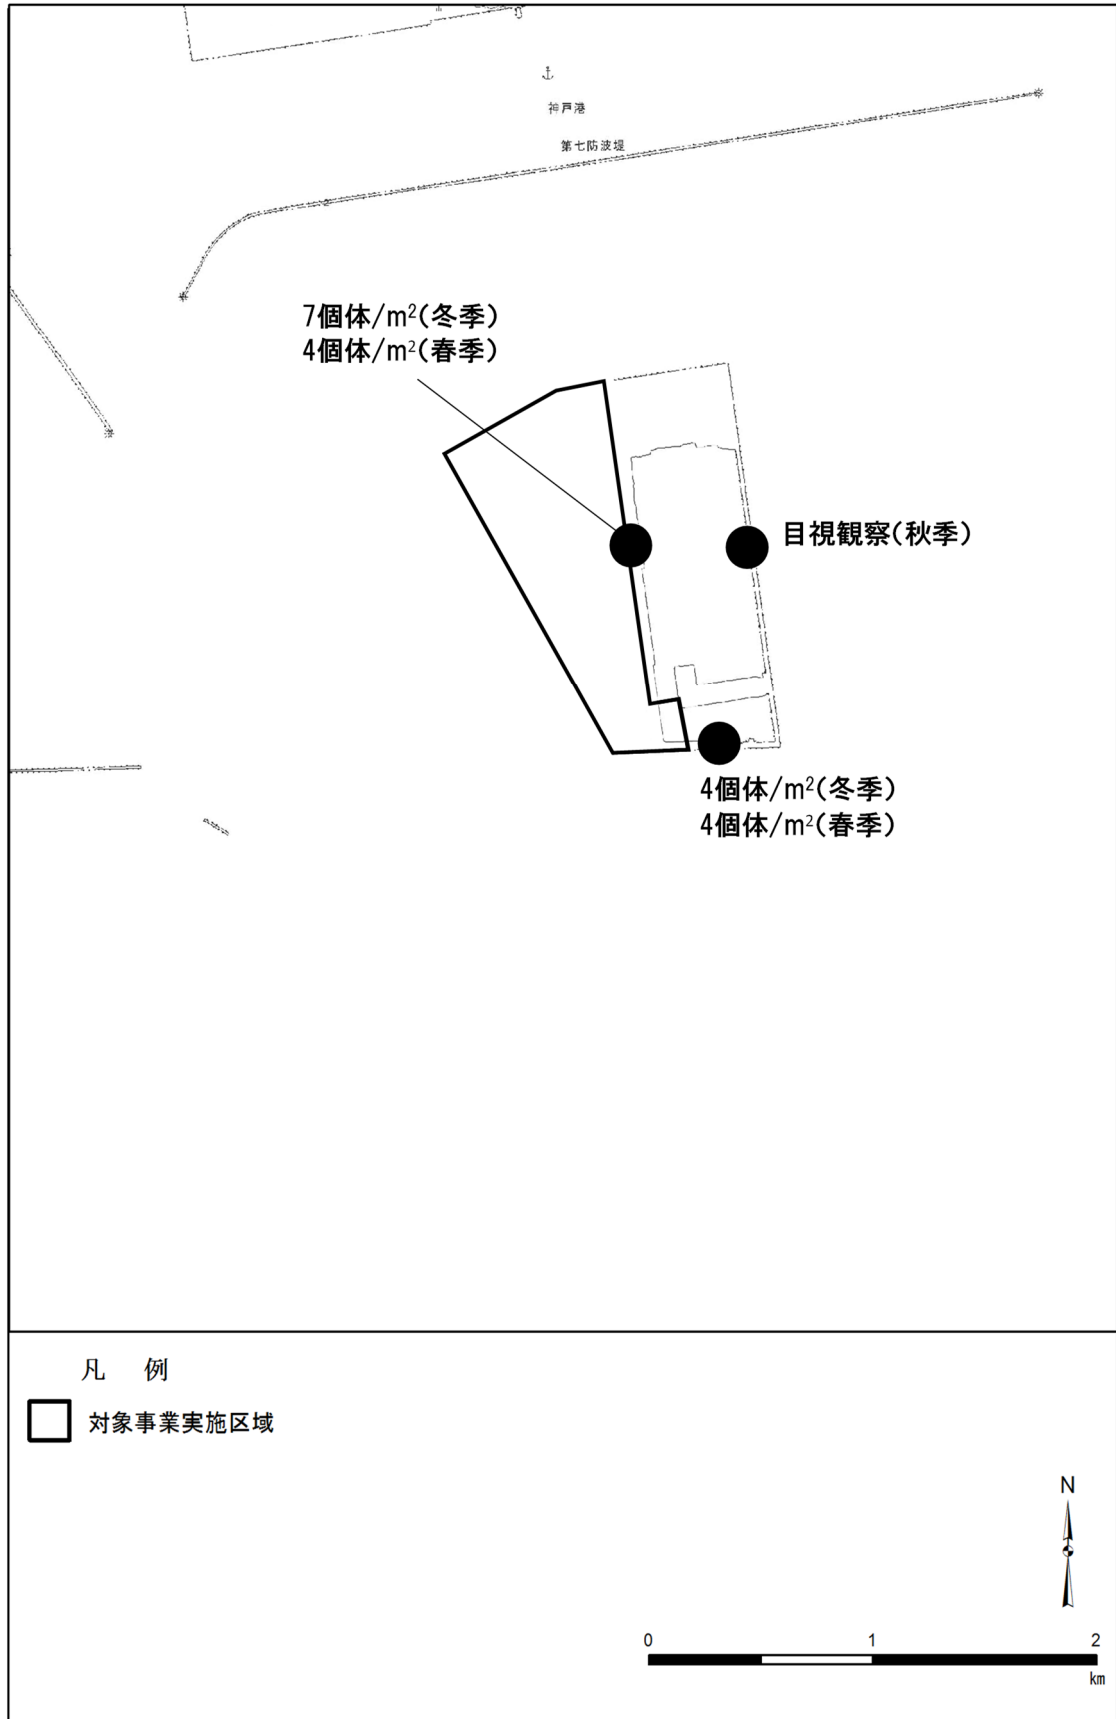 神戸港
第七防波堤
7個体/m²(冬季)
4個体/m²(春季)
目視観察(秋季)
4個体/m²(冬季)
4個体/m²(春季)
凡 例
対象事業実施区域
N
0 1 2
km